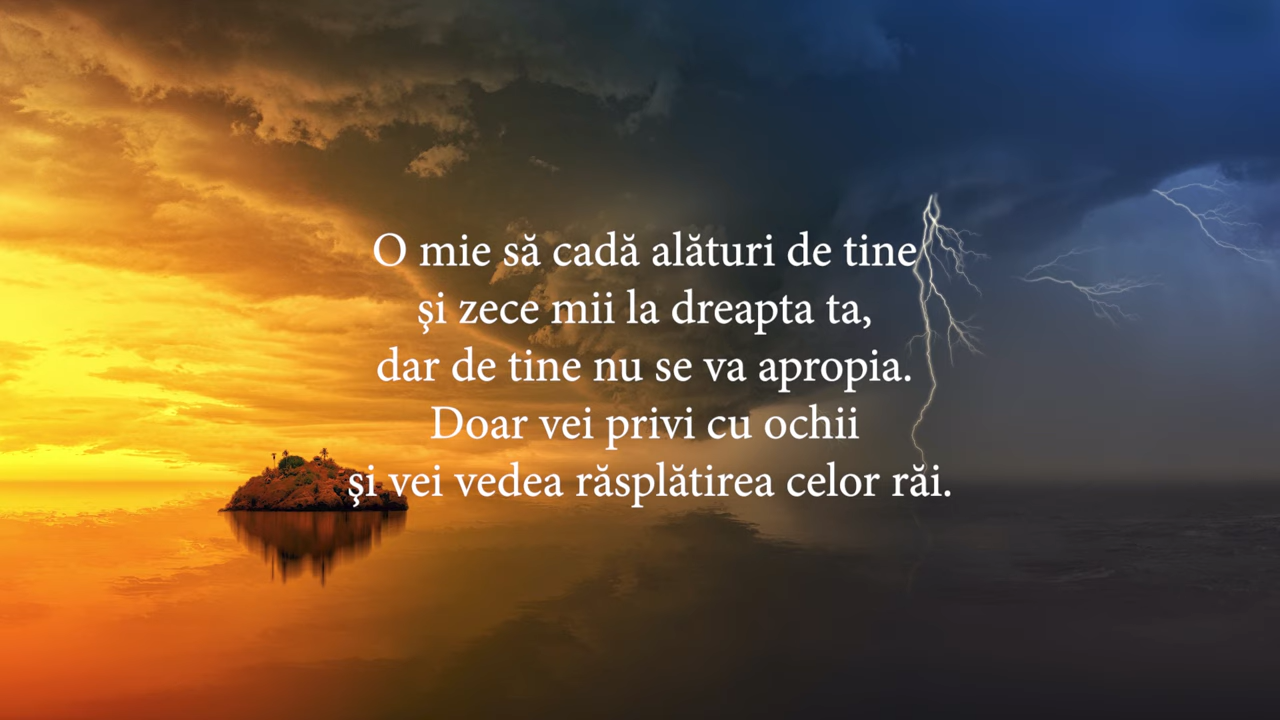 O mie să cadă alături de tine
şi zece mii la dreapta ta,
dar de tine nu se va apropia.
Doar vei privi cu ochii
şi vei vedea răsplătirea celor răi.